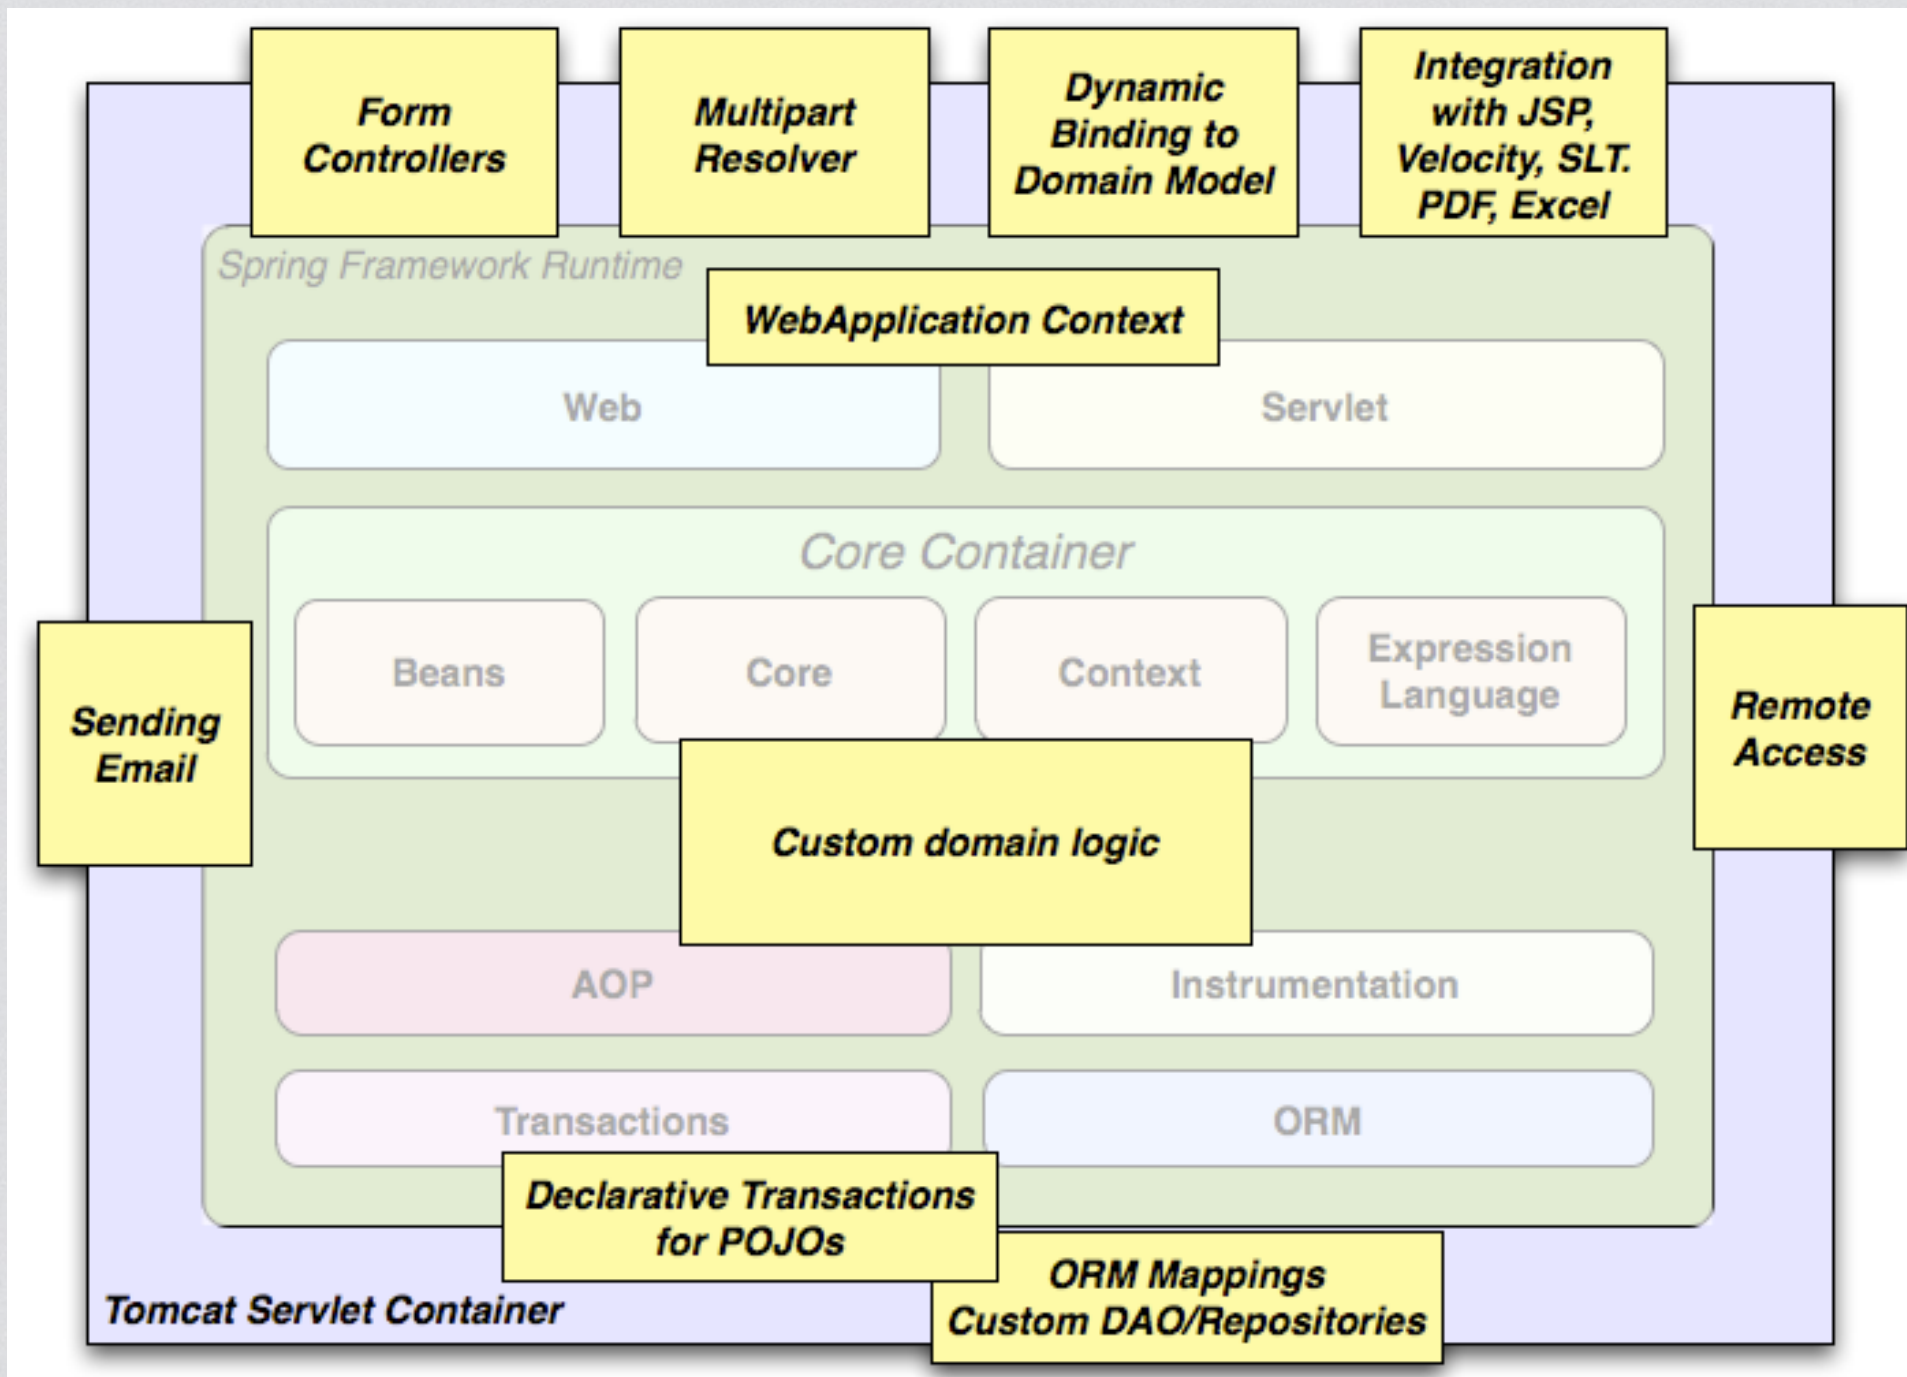 Form
Controllers
Multipart
Resolver
Dynamic
Binding to
Domain Model
Integration
with JSP,
Velocity, SLT.
PDF, Excel
Spring Framework Runtime
WebApplication Context
Web
Servlet
Core Container
Beans
Core
Context
Expression
Language
Sending
Email
Remote
Access
Custom domain logic
AOP
Instrumentation
Transactions
ORM
Declarative Transactions
for POJOs
ORM Mappings
Custom DAO/Repositories
Tomcat Servlet Container